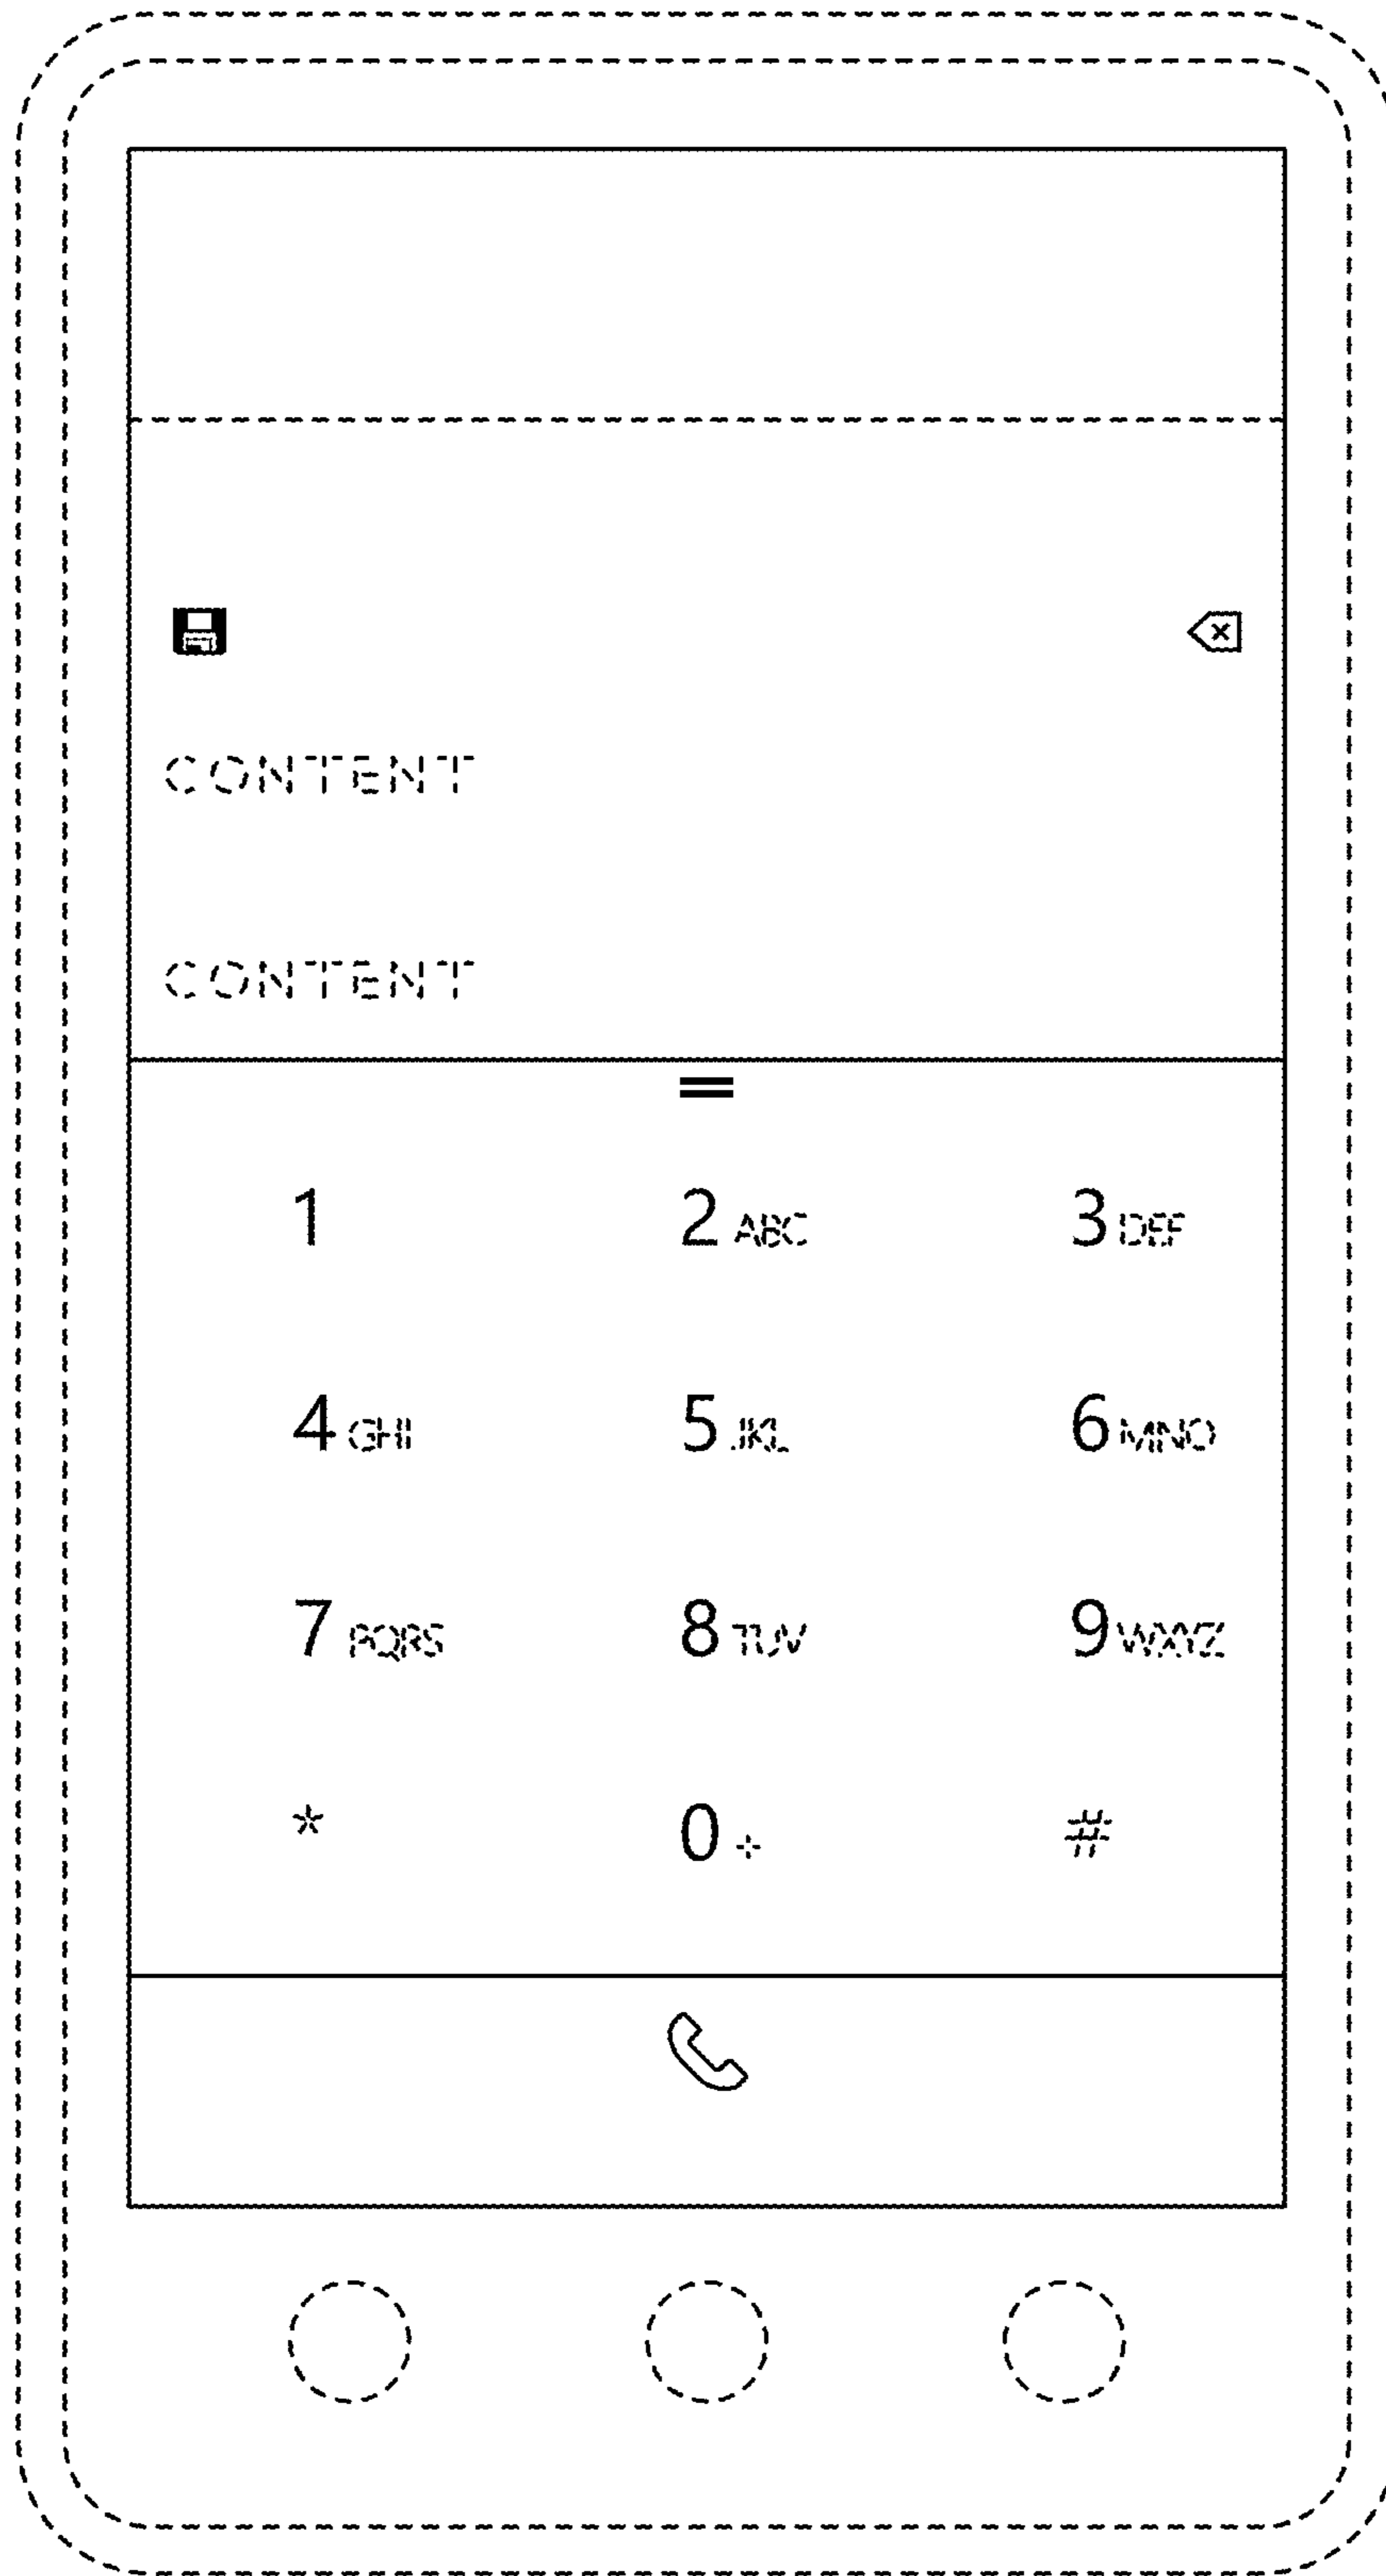 CONTENT
CONTENT
1 2 ABC 3 DEF
4 GHI 5 JKL 6 MNO
7 PQRS 8 TUV 9 WXYZ
* 0 + #